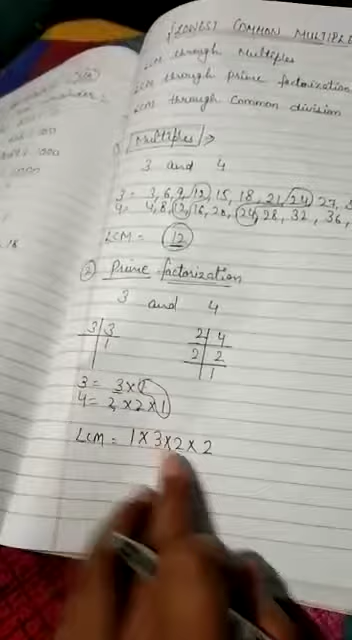 LOWEST COMMON MULTIPLE
LCM through Multiples
LCM through prime factorization
LCM through Common division
Multiples ⇒
3 and 4
3 = 3, 6, 9, 12, 15, 18, 21, 24, 27,
4 = 4, 8, 12, 16, 20, 24, 28, 32, 36,
LCM = 12
② Prime factorization
3 and 4
3 | 3
1
2 | 4
2 | 2
1
3 = 3 × 1
4 = 2 × 2 × 1
LCM = 1 × 3 × 2 × 2